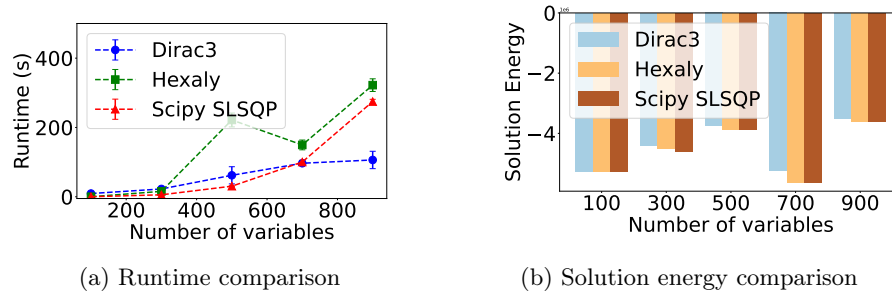 1e6
400
200
0
Runtime (s)
Dirac3
Hexaly
Scipy SLSQP
200 400 600 800
Number of variables
(a) Runtime comparison
0
−2
−4
Solution Energy
Dirac3
Hexaly
Scipy SLSQP
100 300 500 700 900
Number of variables
(b) Solution energy comparison